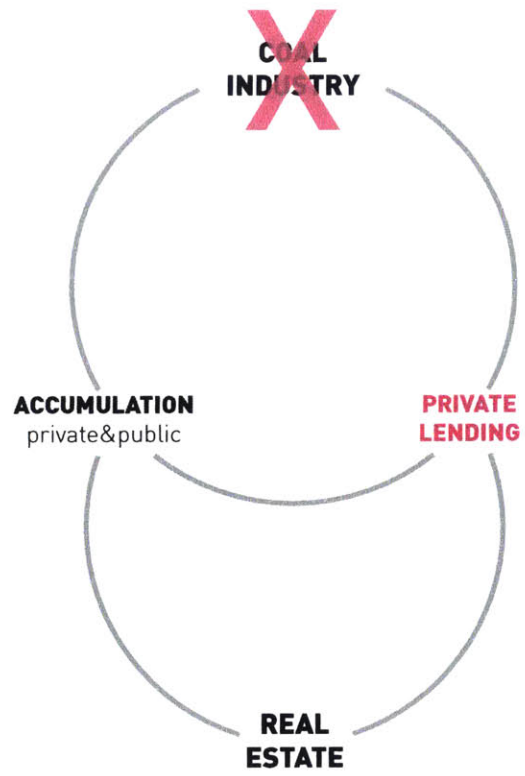 COAL
INDUSTRY
X
ACCUMULATION
private&public
PRIVATE
LENDING
REAL
ESTATE